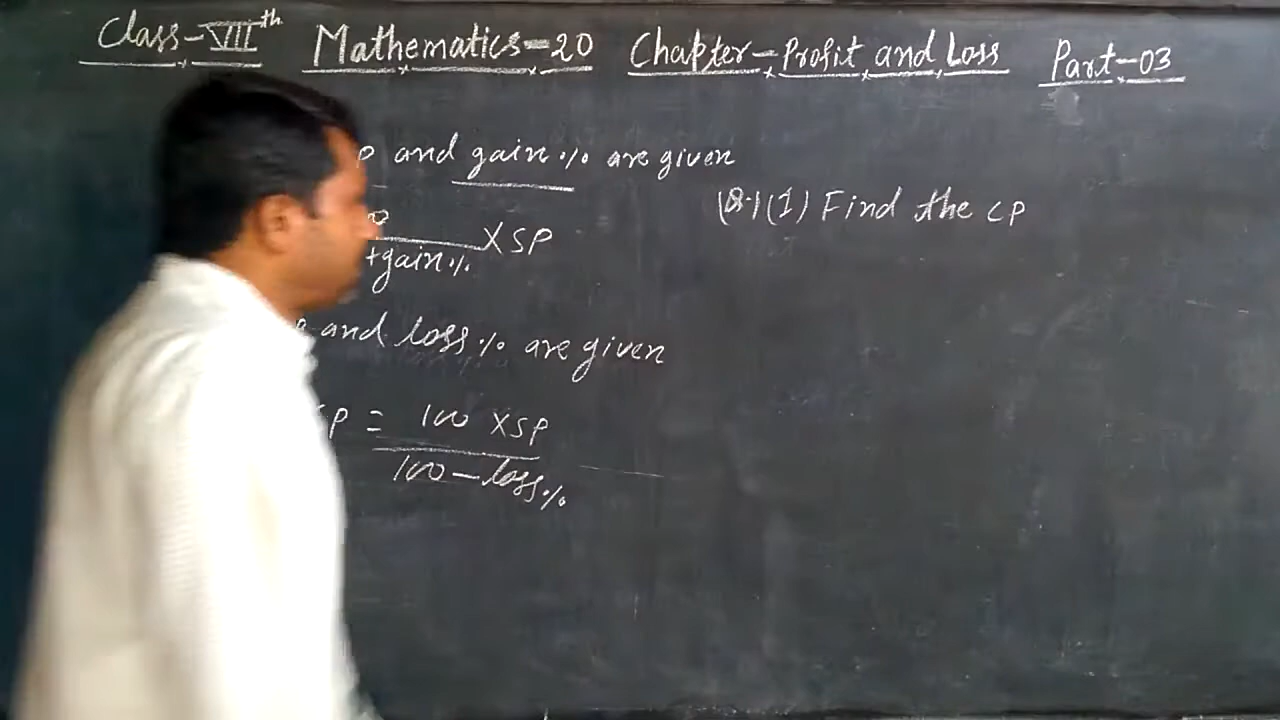 Class-VIIIth Mathematics-20 Chapter-Profit and Loss Part-03
and gain % are given
+gain %
XSP
and loss % are given
P = 100 XSP
100 - loss %
(Q.1(1) Find the CP